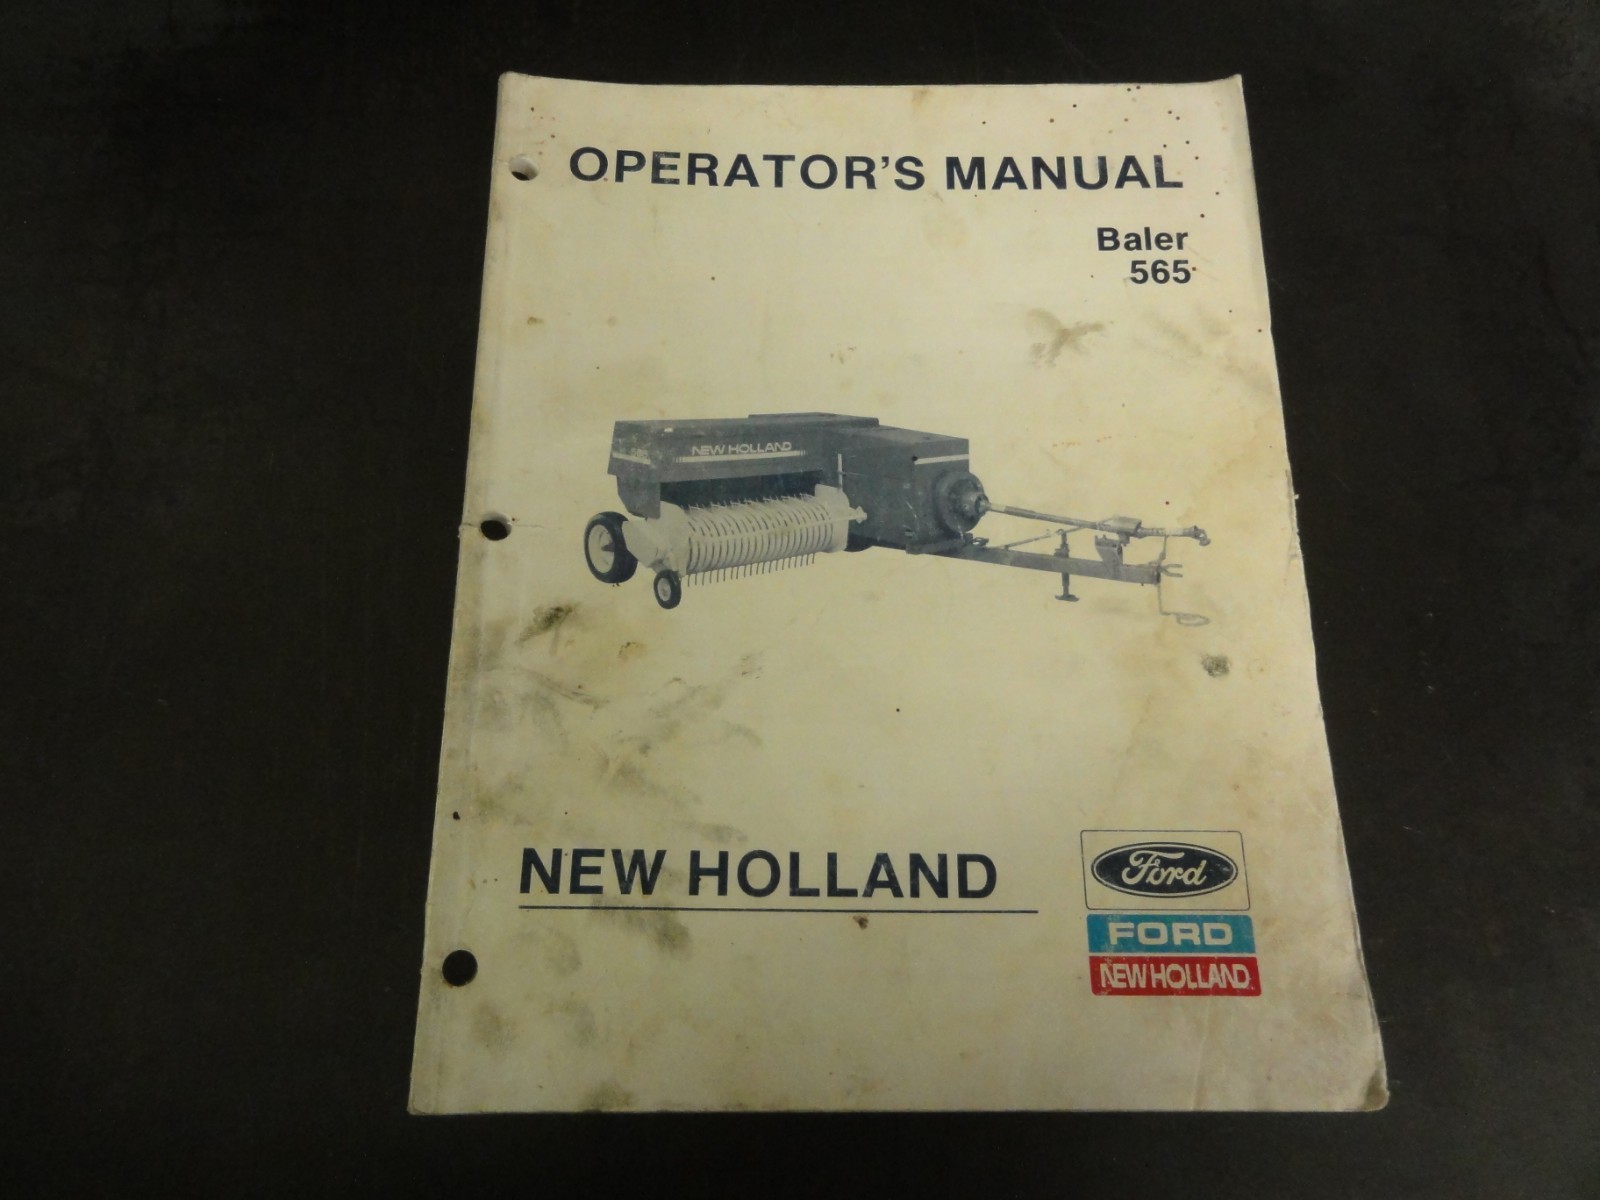 OPERATOR'S MANUAL
Baler
565
NEW HOLLAND
NEW HOLLAND
Ford
FORD
NEW HOLLAND